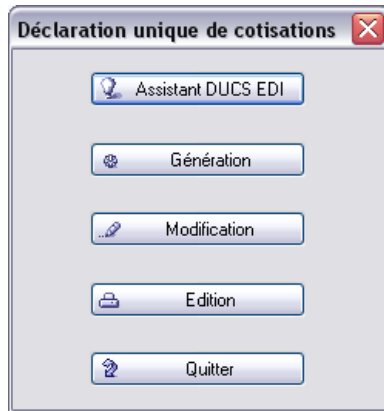 Déclaration unique de cotisations
Assistant DUCS EDI
Génération
Modification
Edition
Quitter